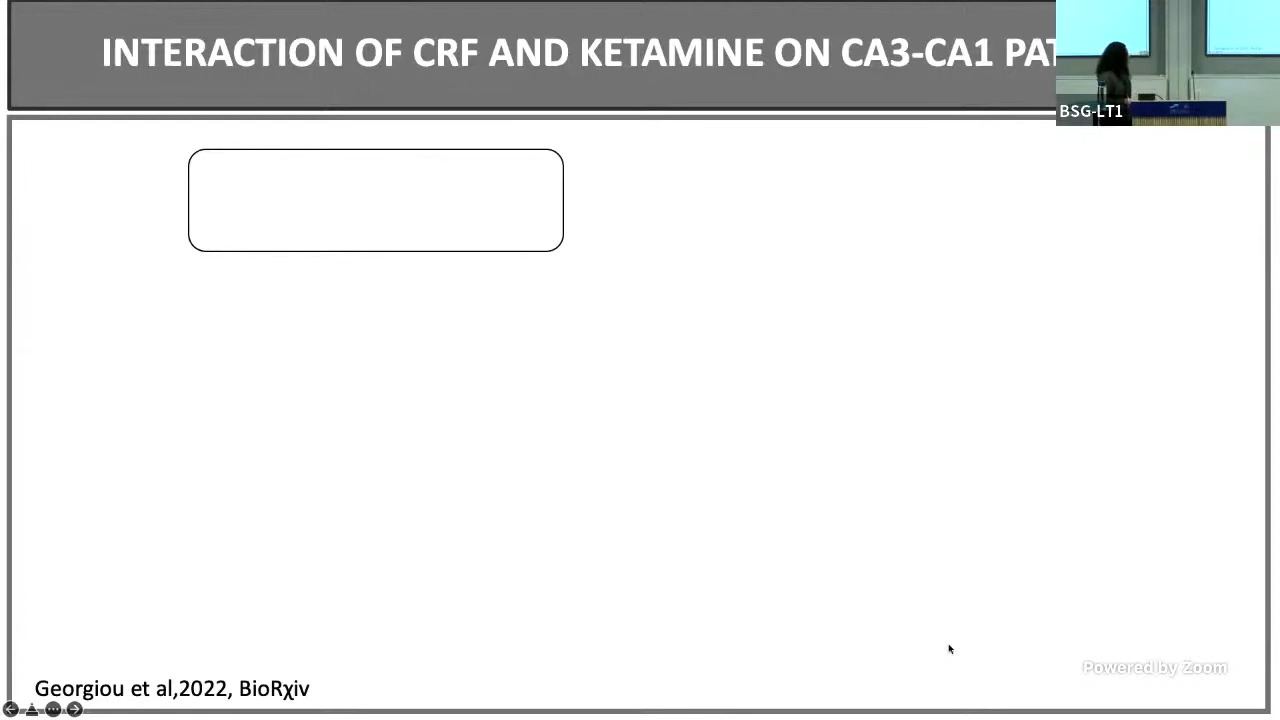 INTERACTION OF CRF AND KETAMINE ON CA3-CA1 PAT
BSG-LT1
Powered by Zoom
Georgiou et al,2022, BioRχiv